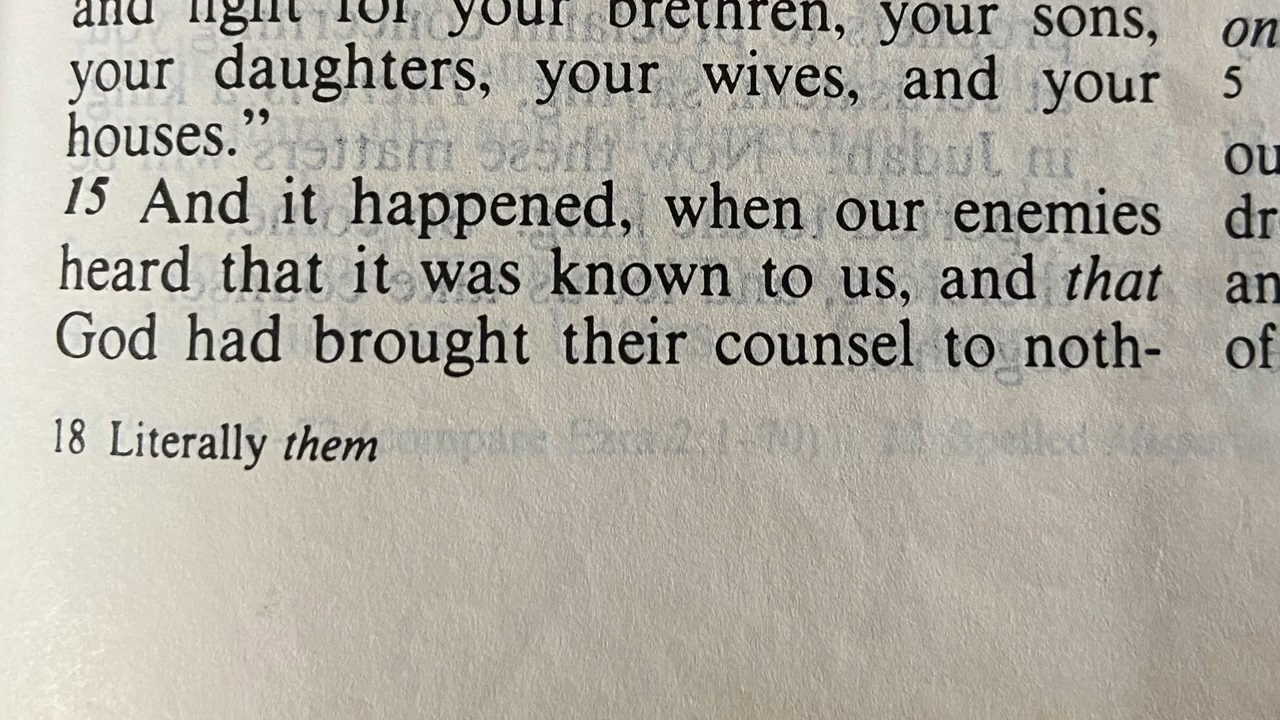 and fight for your brethren, your sons,
your daughters, your wives, and your
houses.”
15 And it happened, when our enemies
heard that it was known to us, and that
God had brought their counsel to noth-
18 Literally them
on
5
ou
dr
an
of